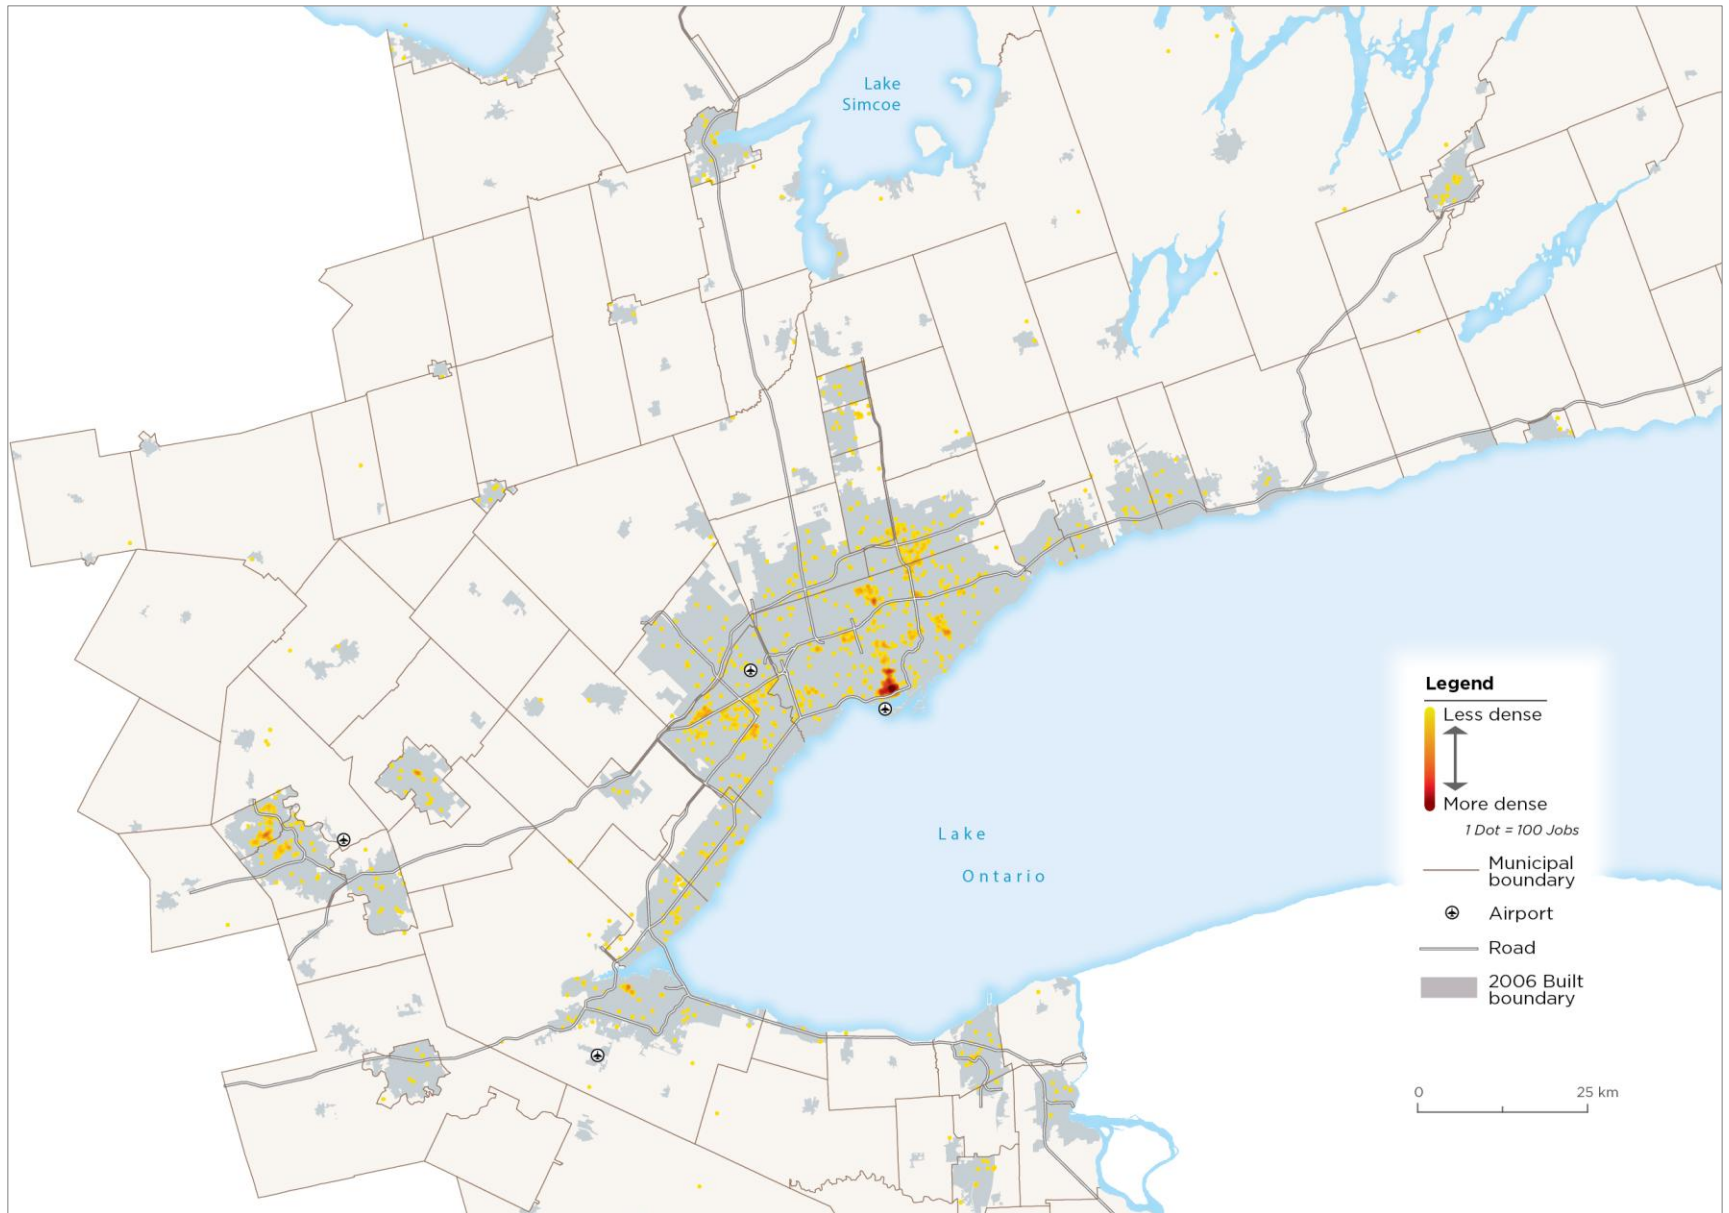 Lake
Simcoe
Lake
Ontario
Legend
Less dense
More dense
1 Dot = 100 Jobs
Municipal
boundary
Airport
Road
2006 Built
boundary
0 25 km